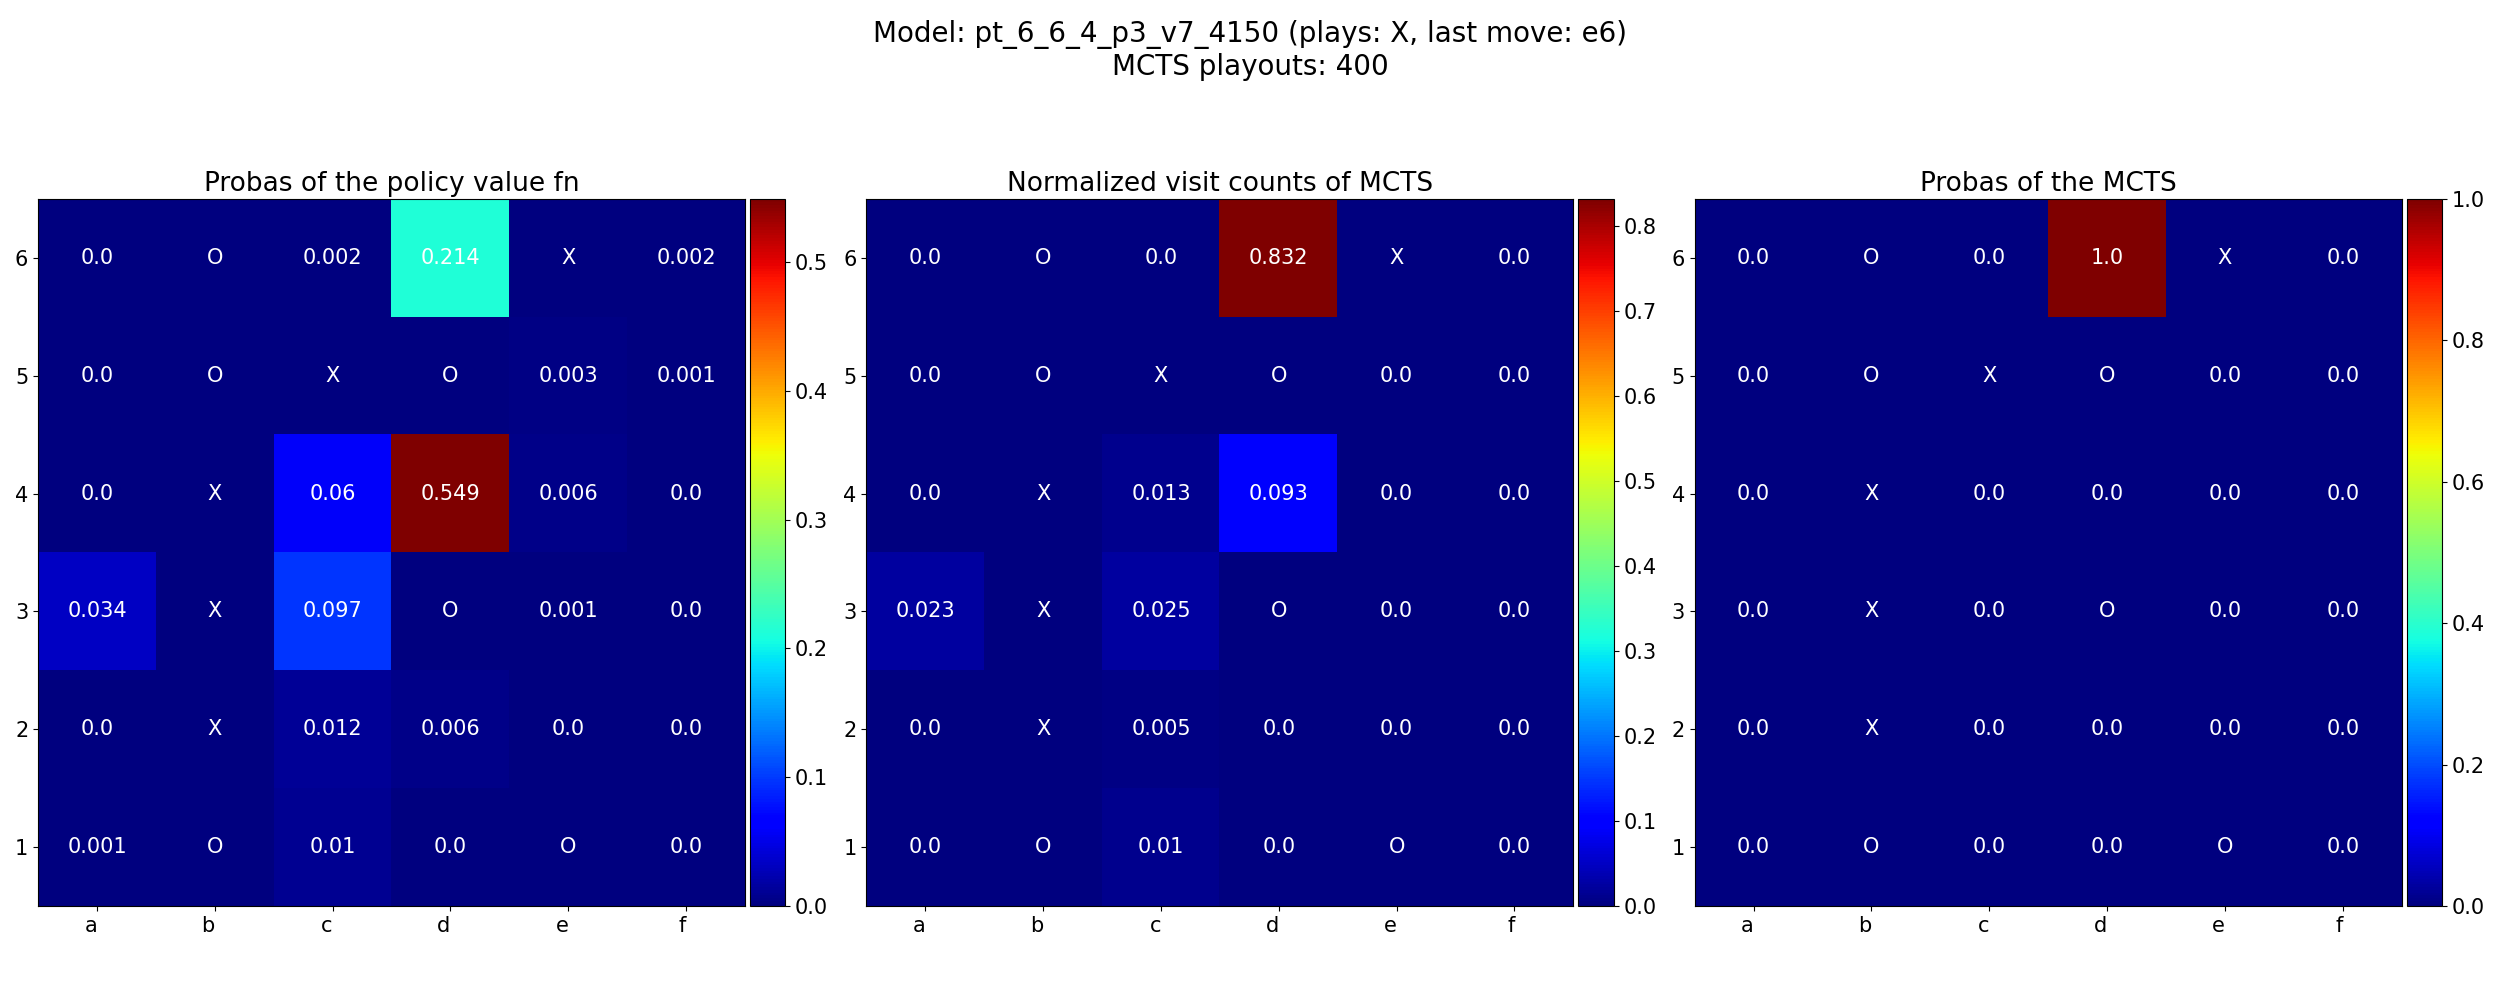 Model: pt_6_6_4_p3_v7_4150 (plays: X, last move: e6)
MCTS playouts: 400
Probas of the policy value fn
6 0.0 O 0.002 0.214 X 0.002
5 0.0 O X O 0.003 0.001
4 0.0 X 0.06 0.549 0.006 0.0
3 0.034 X 0.097 O 0.001 0.0
2 0.0 X 0.012 0.006 0.0 0.0
1 0.001 O 0.01 0.0 O 0.0
a b c d e f
0.5
0.4
0.3
0.2
0.1
0.0
Normalized visit counts of MCTS
6 0.0 O 0.0 0.832 X 0.0
5 0.0 O X O 0.0 0.0
4 0.0 X 0.013 0.093 0.0 0.0
3 0.023 X 0.025 O 0.0 0.0
2 0.0 X 0.005 0.0 0.0 0.0
1 0.0 O 0.01 0.0 O 0.0
a b c d e f
0.8
0.7
0.6
0.5
0.4
0.3
0.2
0.1
0.0
Probas of the MCTS
6 0.0 O 0.0 1.0 X 0.0
5 0.0 O X O 0.0 0.0
4 0.0 X 0.0 0.0 0.0 0.0
3 0.0 X 0.0 O 0.0 0.0
2 0.0 X 0.0 0.0 0.0 0.0
1 0.0 O 0.0 0.0 O 0.0
a b c d e f
1.0
0.8
0.6
0.4
0.2
0.0